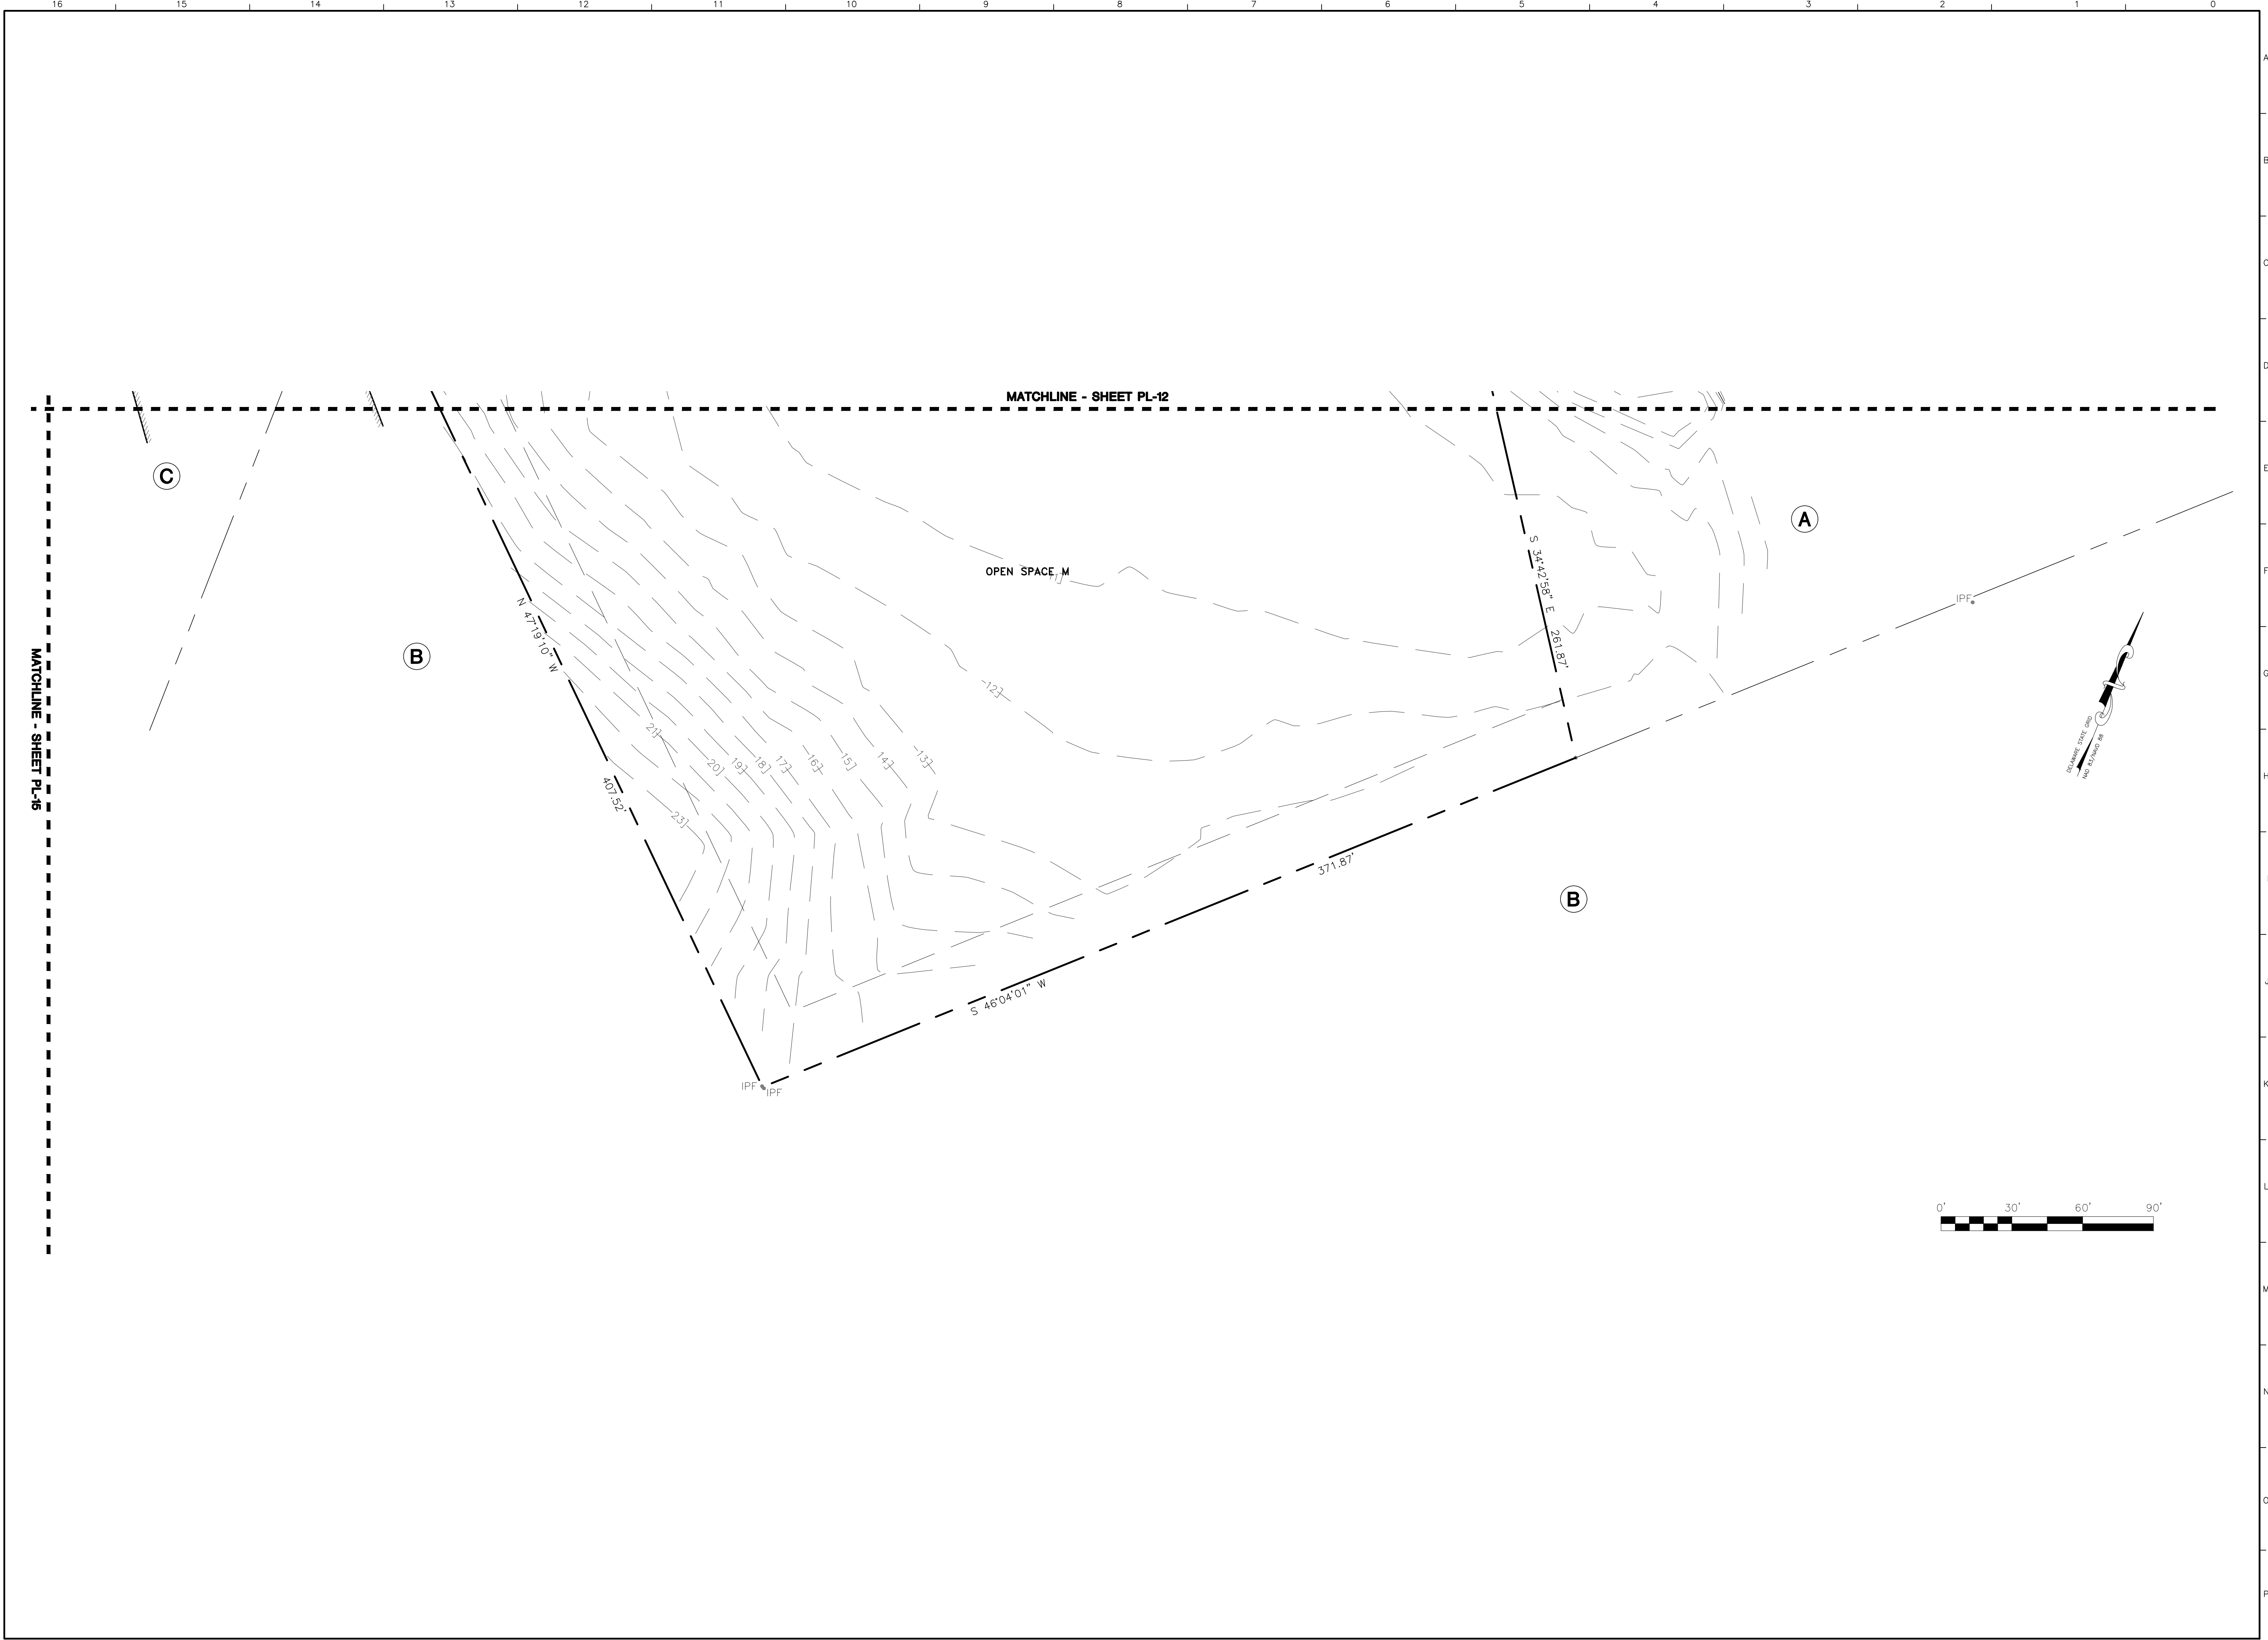 16 15 14 13 12 11 10 9 8 7 6 5 4 3 2 1 0
A
B
C
D
E
F
G
H
I
J
K
L
M
N
O
P
MATCHLINE - SHEET PL-12
MATCHLINE - SHEET PL-15
C
B
A
B
OPEN SPACE M
S 34°42'58" E 261.87'
N 47°19'10" W
407.52'
IPF
12]
21]
20]
19]
18]
17]
16]
15]
14]
13]
23]
371.87'
S 46°04'01" W
IPF
IPF
DELAWARE STATE GRID
NAD 83/NAVD 88
0' 30' 60' 90'